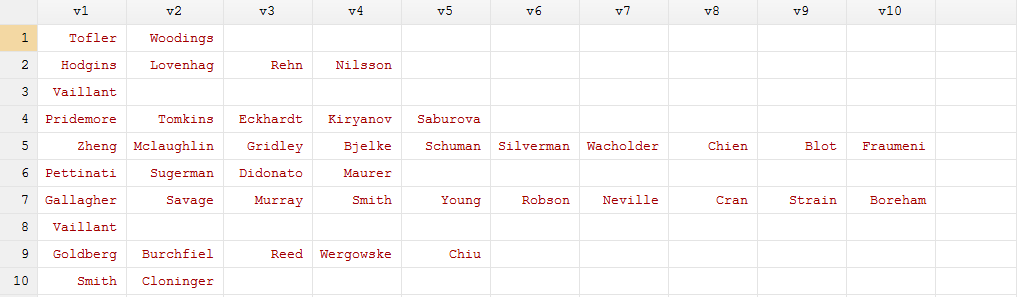 v1 v2 v3 v4 v5 v6 v7 v8 v9 v10
1 Tofler Woodings
2 Hodgins Lovenhag Rehn Nilsson
3 Vaillant
4 Pridemore Tomkins Eckhardt Kiryanov Saburova
5 Zheng Mclaughlin Gridley Bjelke Schuman Silverman Wacholder Chien Blot Fraumeni
6 Pettinati Sugerman Didonato Maurer
7 Gallagher Savage Murray Smith Young Robson Neville Cran Strain Boreham
8 Vaillant
9 Goldberg Burchfiel Reed Wergowske Chiu
10 Smith Cloninger